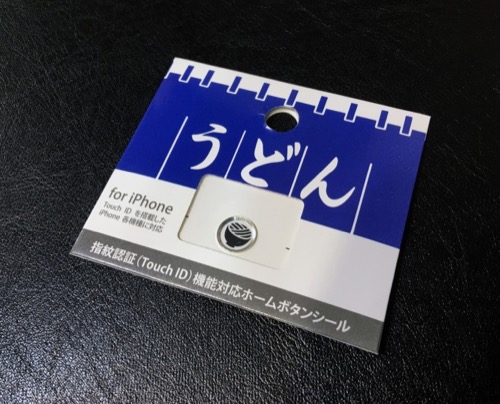 うどん
for iPhone
Touch ID を搭載した
iPhone 各機種に対応
指紋認証(Touch ID)機能対応ホームボタンシール